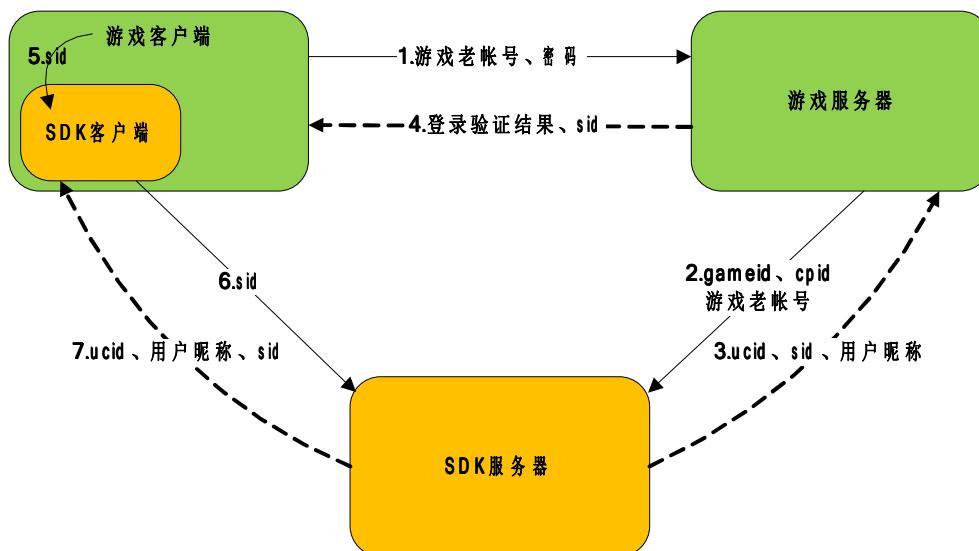 游戏客户端
5.sid
SDK客户端
1.游戏老帐号、密码
游戏服务器
4.登录验证结果、sid
6.sid
2.gameid、cpid
游戏老帐号
7.ucid、用户昵称、sid
3.ucid、sid、用户昵称
SDK服务器